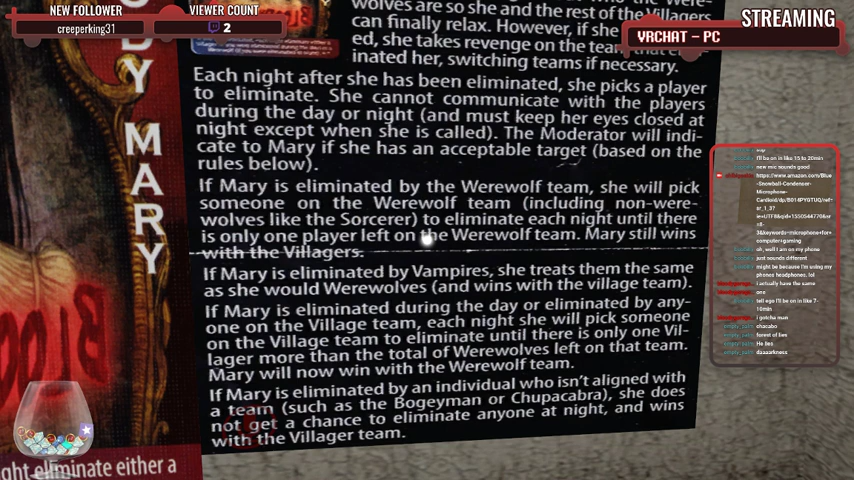 NEW FOLLOWER
creeperking31
VIEWER COUNT
2
STREAMING
VRCHAT - PC
wolves are so she and the rest of the Villagers
can finally relax. However, if she
ed, she takes revenge on the team that elim-
inated her, switching teams if necessary.
Each night after she has been eliminated, she picks a player
to eliminate. She cannot communicate with the players
during the day or night (and must keep her eyes closed at
night except when she is called). The Moderator will indi-
cate to Mary if she has an acceptable target (based on the
rules below).
If Mary is eliminated by the Werewolf team, she will pick
someone on the Werewolf team (including non-were-
wolves like the Sorcerer) to eliminate each night until there
is only one player left on the Werewolf team. Mary still wins
with the Villagers.
If Mary is eliminated by Vampires, she treats them the same
as she would Werewolves (and wins with the village team).
If Mary is eliminated during the day or eliminated by any-
one on the Village team, each night she will pick someone
on the Village team to eliminate until there is only one Vil-
lager more than the total of Werewolves left on that team.
Mary will now win with the Werewolf team.
If Mary is eliminated by an individual who isn't aligned with
a team (such as the Bogeyman or Chupacabra), she does
not get a chance to eliminate anyone at night, and wins
with the Villager team.
DY MARY
ght eliminate either a
I'll be on in like 15 to 20min
new mic sounds good
https://www.amazon.com/Blue
-Snowball-Condenser-
Microphone-
oh, wait I am on my phone
just sounds different
might be because I'm using my
phones headphones. lol
i actually have the same
one
tell ego I'll be on in like 7-
10min
i gotcha man
chacabo
forest of lies
He lies
daaaarkness